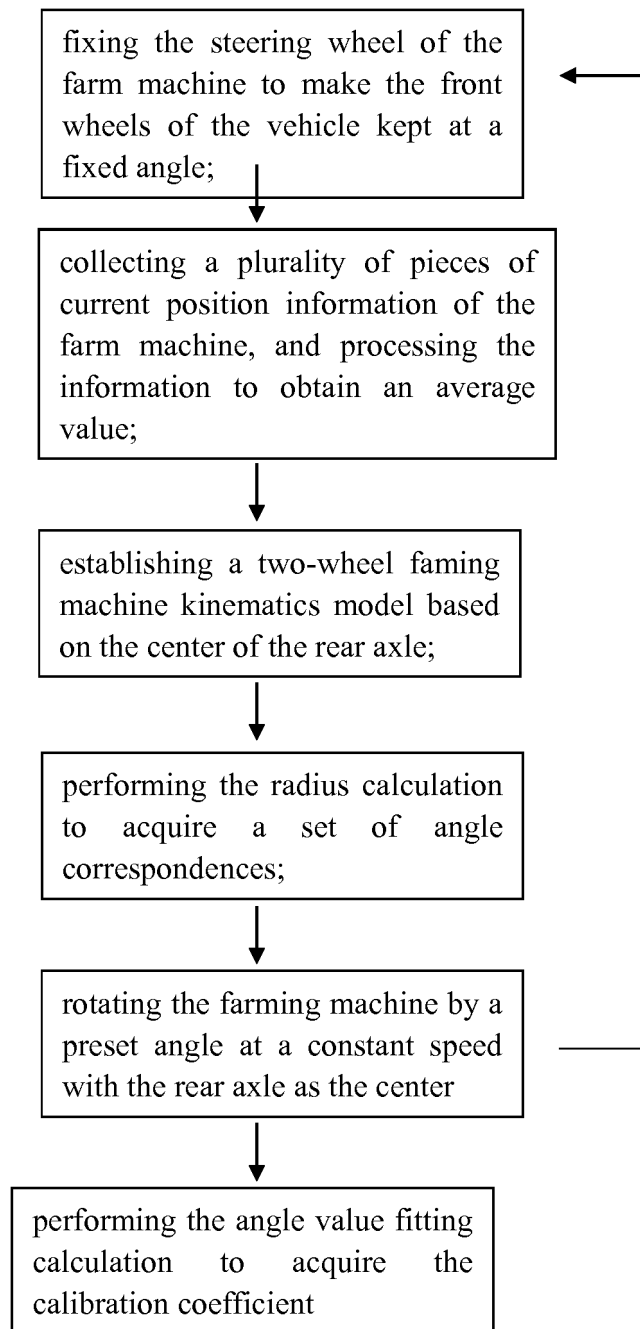 fixing the steering wheel of the
farm machine to make the front
wheels of the vehicle kept at a
fixed angle;
collecting a plurality of pieces of
current position information of the
farm machine, and processing the
information to obtain an average
value;
establishing a two-wheel faming
machine kinematics model based
on the center of the rear axle;
performing the radius calculation
to acquire a set of angle
correspondences;
rotating the farming machine by a
preset angle at a constant speed
with the rear axle as the center
performing the angle value fitting
calculation to acquire the
calibration coefficient